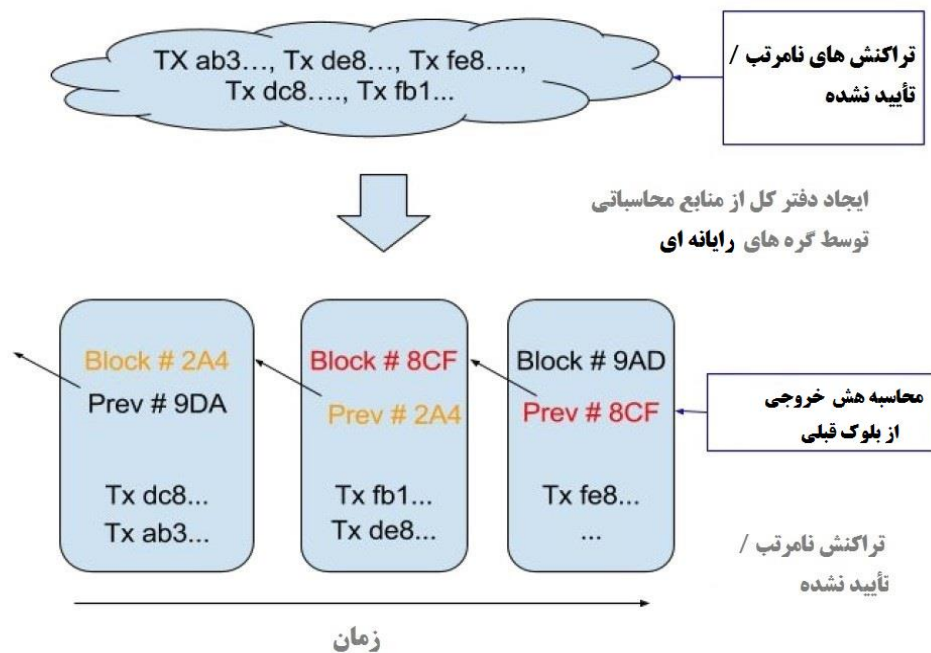 TX ab3..., Tx de8..., Tx fe8....,
Tx dc8...., Tx fb1...
تراکنش های نامرتب /
تأیید نشده
ایجاد دفتر کل از منابع محاسباتی
توسط گره های رایانه ای
Block # 2A4
Prev # 9DA
Tx dc8...
Tx ab3...
Block # 8CF
Prev # 2A4
Tx fb1...
Tx de8...
Block # 9AD
Prev # 8CF
Tx fe8...
...
محاسبه هش خروجی
از بلوک قبلی
تراکنش نامرتب /
تأیید نشده
زمان